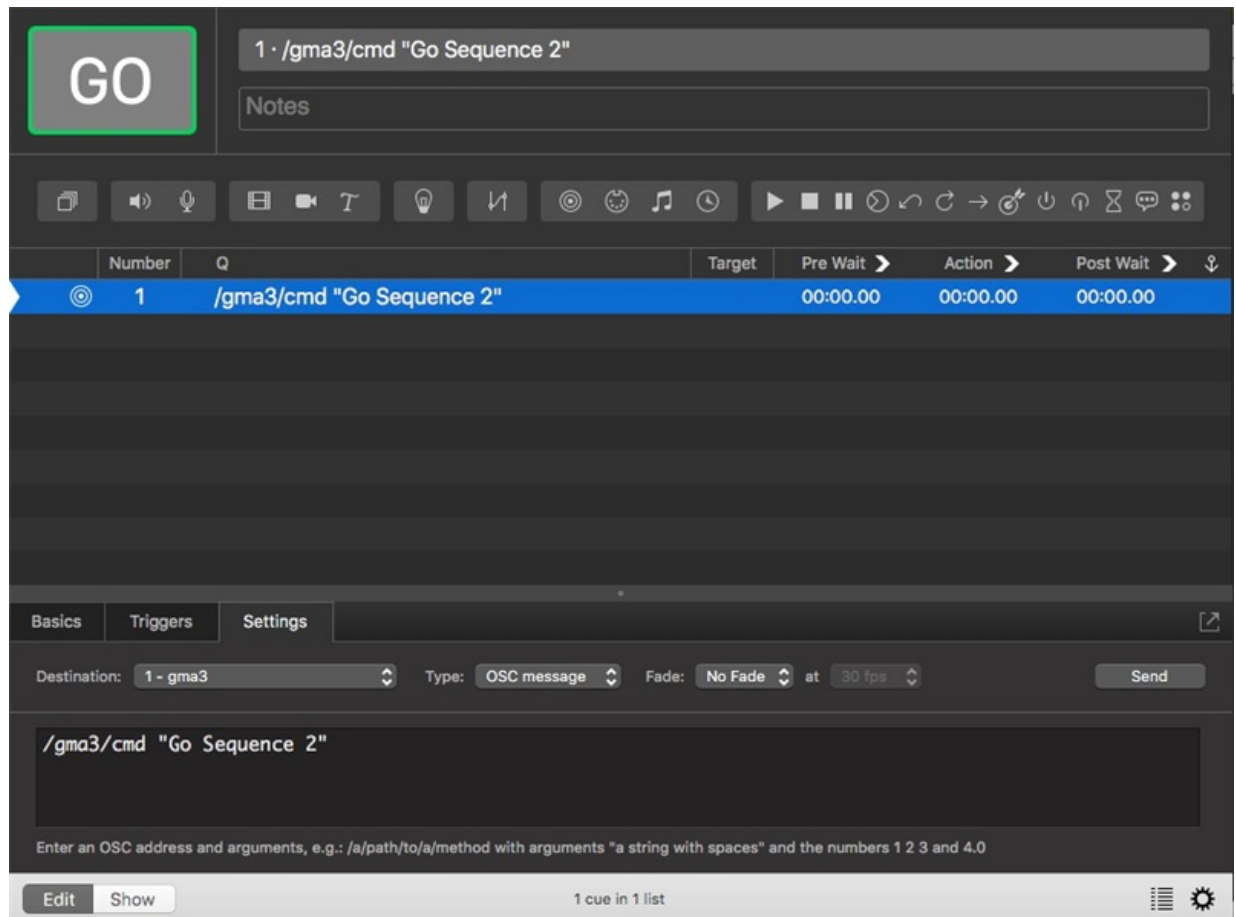 GO
1 · /gma3/cmd "Go Sequence 2"
Notes
Number Q Target Pre Wait Action Post Wait
1 /gma3/cmd "Go Sequence 2" 00:00.00 00:00.00 00:00.00
Basics Triggers Settings
Destination: 1 - gma3 Type: OSC message Fade: No Fade at 30 fps Send
/gma3/cmd "Go Sequence 2"
Enter an OSC address and arguments, e.g.: /a/path/to/a/method with arguments "a string with spaces" and the numbers 1 2 3 and 4.0
Edit Show 1 cue in 1 list